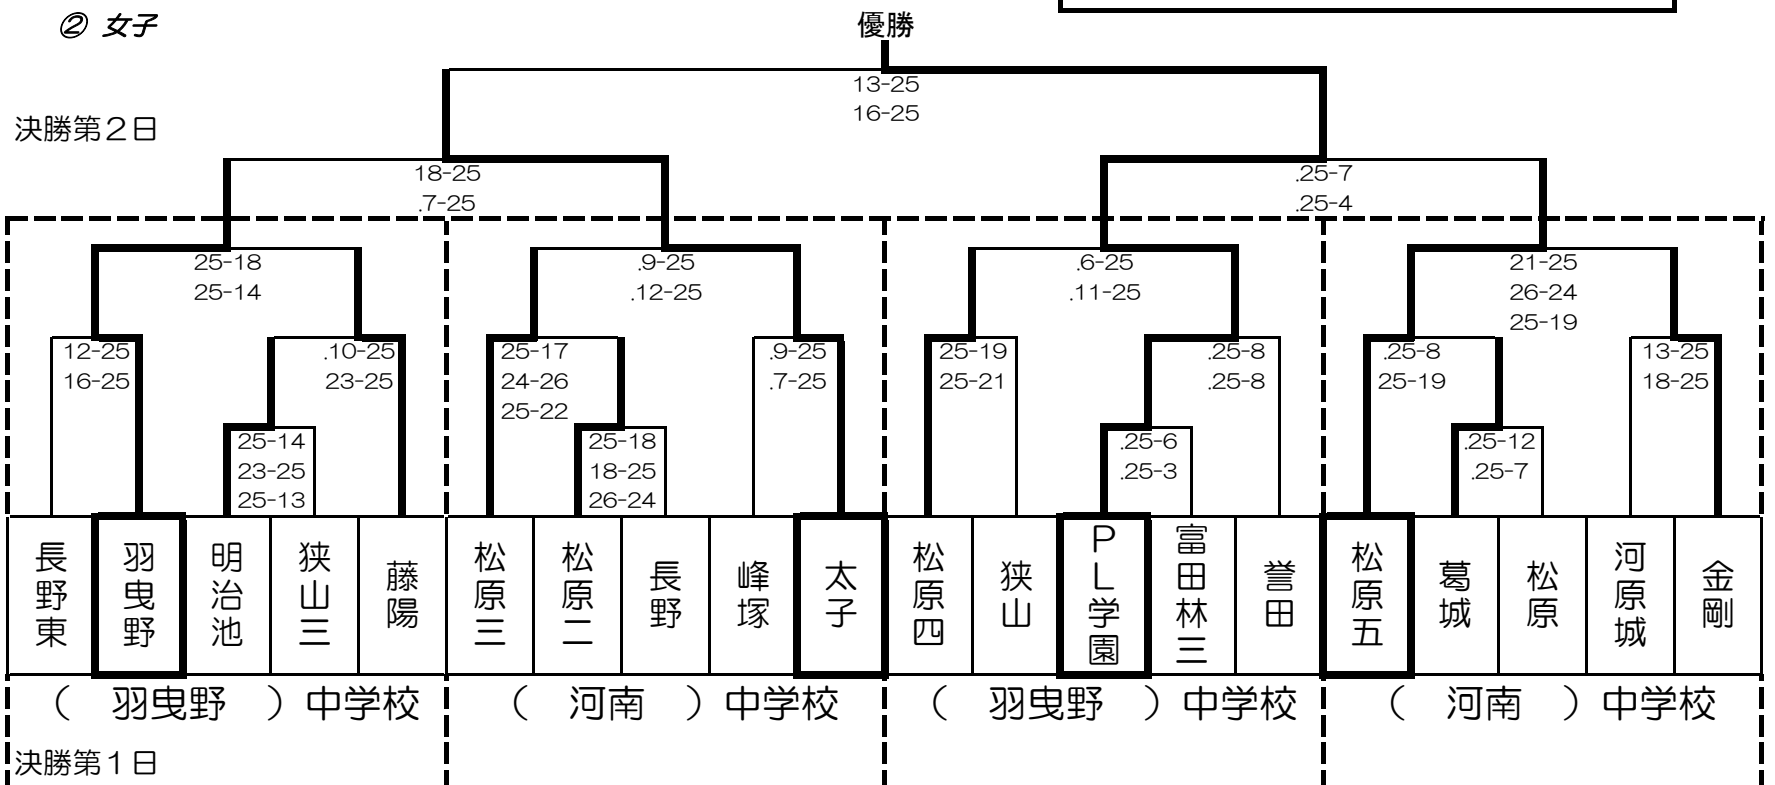 ② 女子
優勝
13-25
16-25
決勝第２日
18-25
.7-25
.25-7
.25-4
25-18
25-14
.9-25
.12-25
.6-25
.11-25
21-25
26-24
25-19
12-25
16-25
.10-25
23-25
25-17
24-26
25-22
.9-25
.7-25
25-19
25-21
.25-8
.25-8
.25-8
25-19
13-25
18-25
25-14
23-25
25-13
25-18
18-25
26-24
.25-6
.25-3
.25-12
.25-7
長野東
羽曳野
明治池
狭山三
藤陽
松原三
松原二
長野
峰塚
太子
松原四
狭山
ＰＬ学園
富田林三
誉田
松原五
葛城
松原
河原城
金剛
（　羽曳野　）中学校
（　河南　）中学校
（　羽曳野　）中学校
（　河南　）中学校
決勝第１日